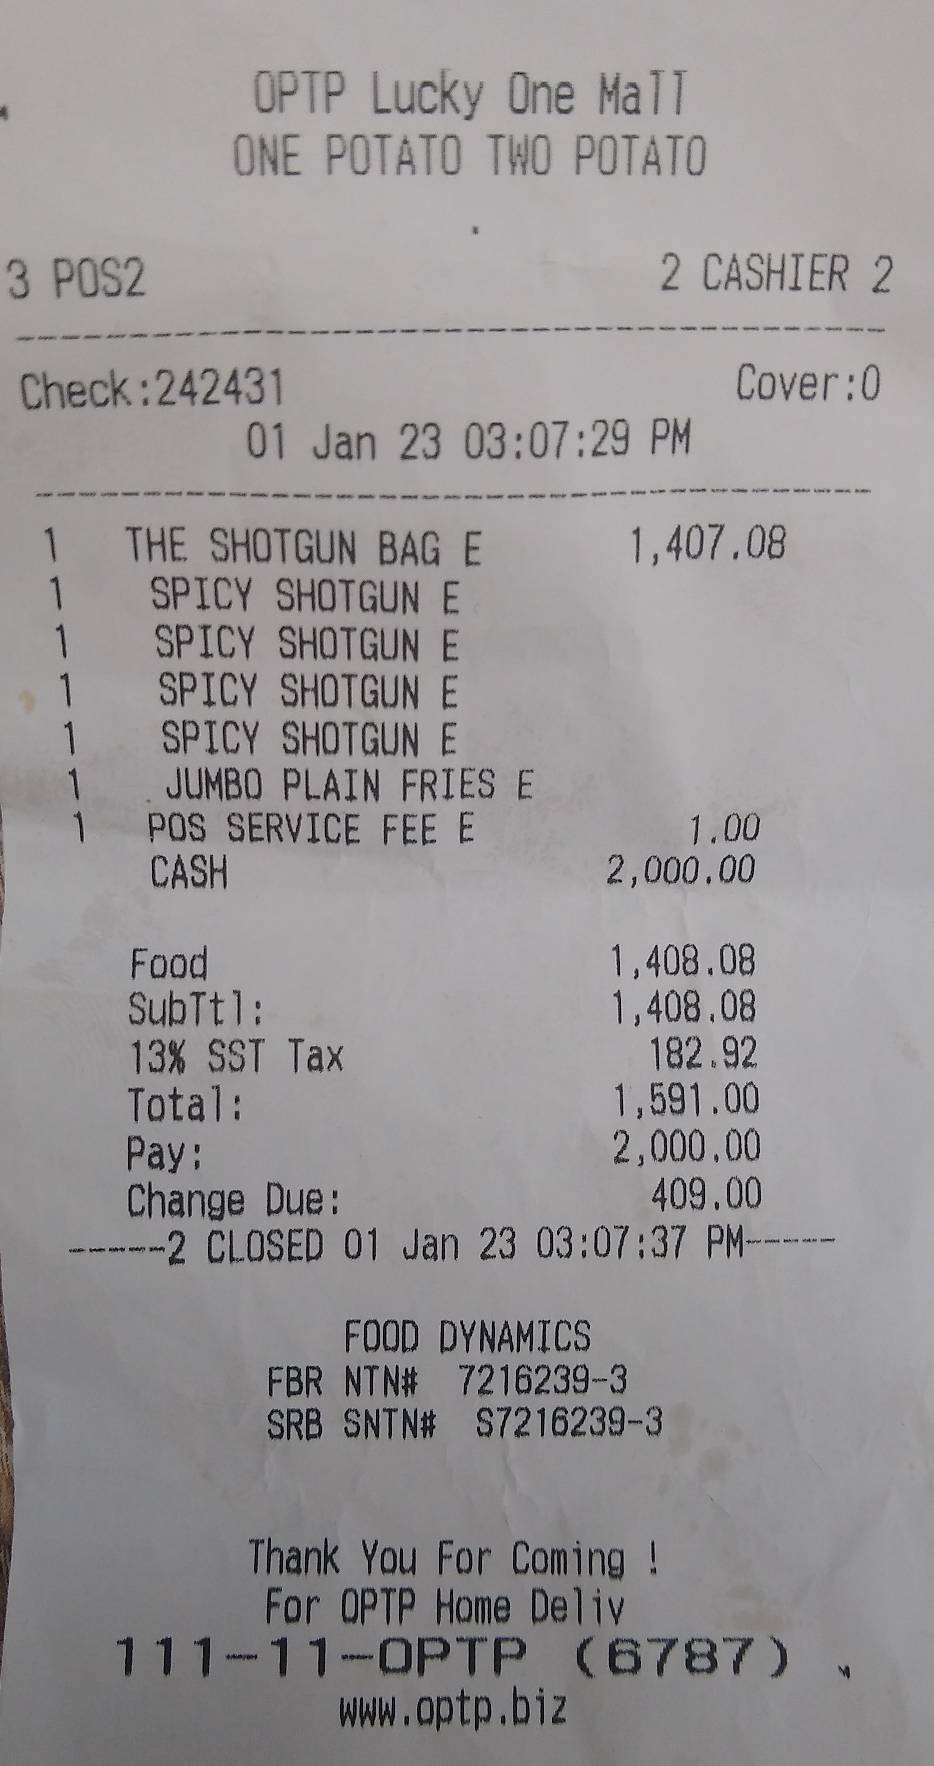 OPTP Lucky One Mall
ONE POTATO TWO POTATO
3 POS2 2 CASHIER 2
Check:242431 Cover:0
01 Jan 23 03:07:29 PM
1 THE SHOTGUN BAG E 1,407.08
1 SPICY SHOTGUN E
1 SPICY SHOTGUN E
1 SPICY SHOTGUN E
1 SPICY SHOTGUN E
1 JUMBO PLAIN FRIES E
1 POS SERVICE FEE E 1.00
CASH 2,000.00
Food 1,408.08
SubTtl: 1,408.08
13% SST Tax 182.92
Total: 1,591.00
Pay: 2,000.00
Change Due: 409.00
------2 CLOSED 01 Jan 23 03:07:37 PM-----
FOOD DYNAMICS
FBR NTN# 7216239-3
SRB SNTN# S7216239-3
Thank You For Coming !
For OPTP Home Deliv
111-11-OPTP (6787)
www.optp.biz